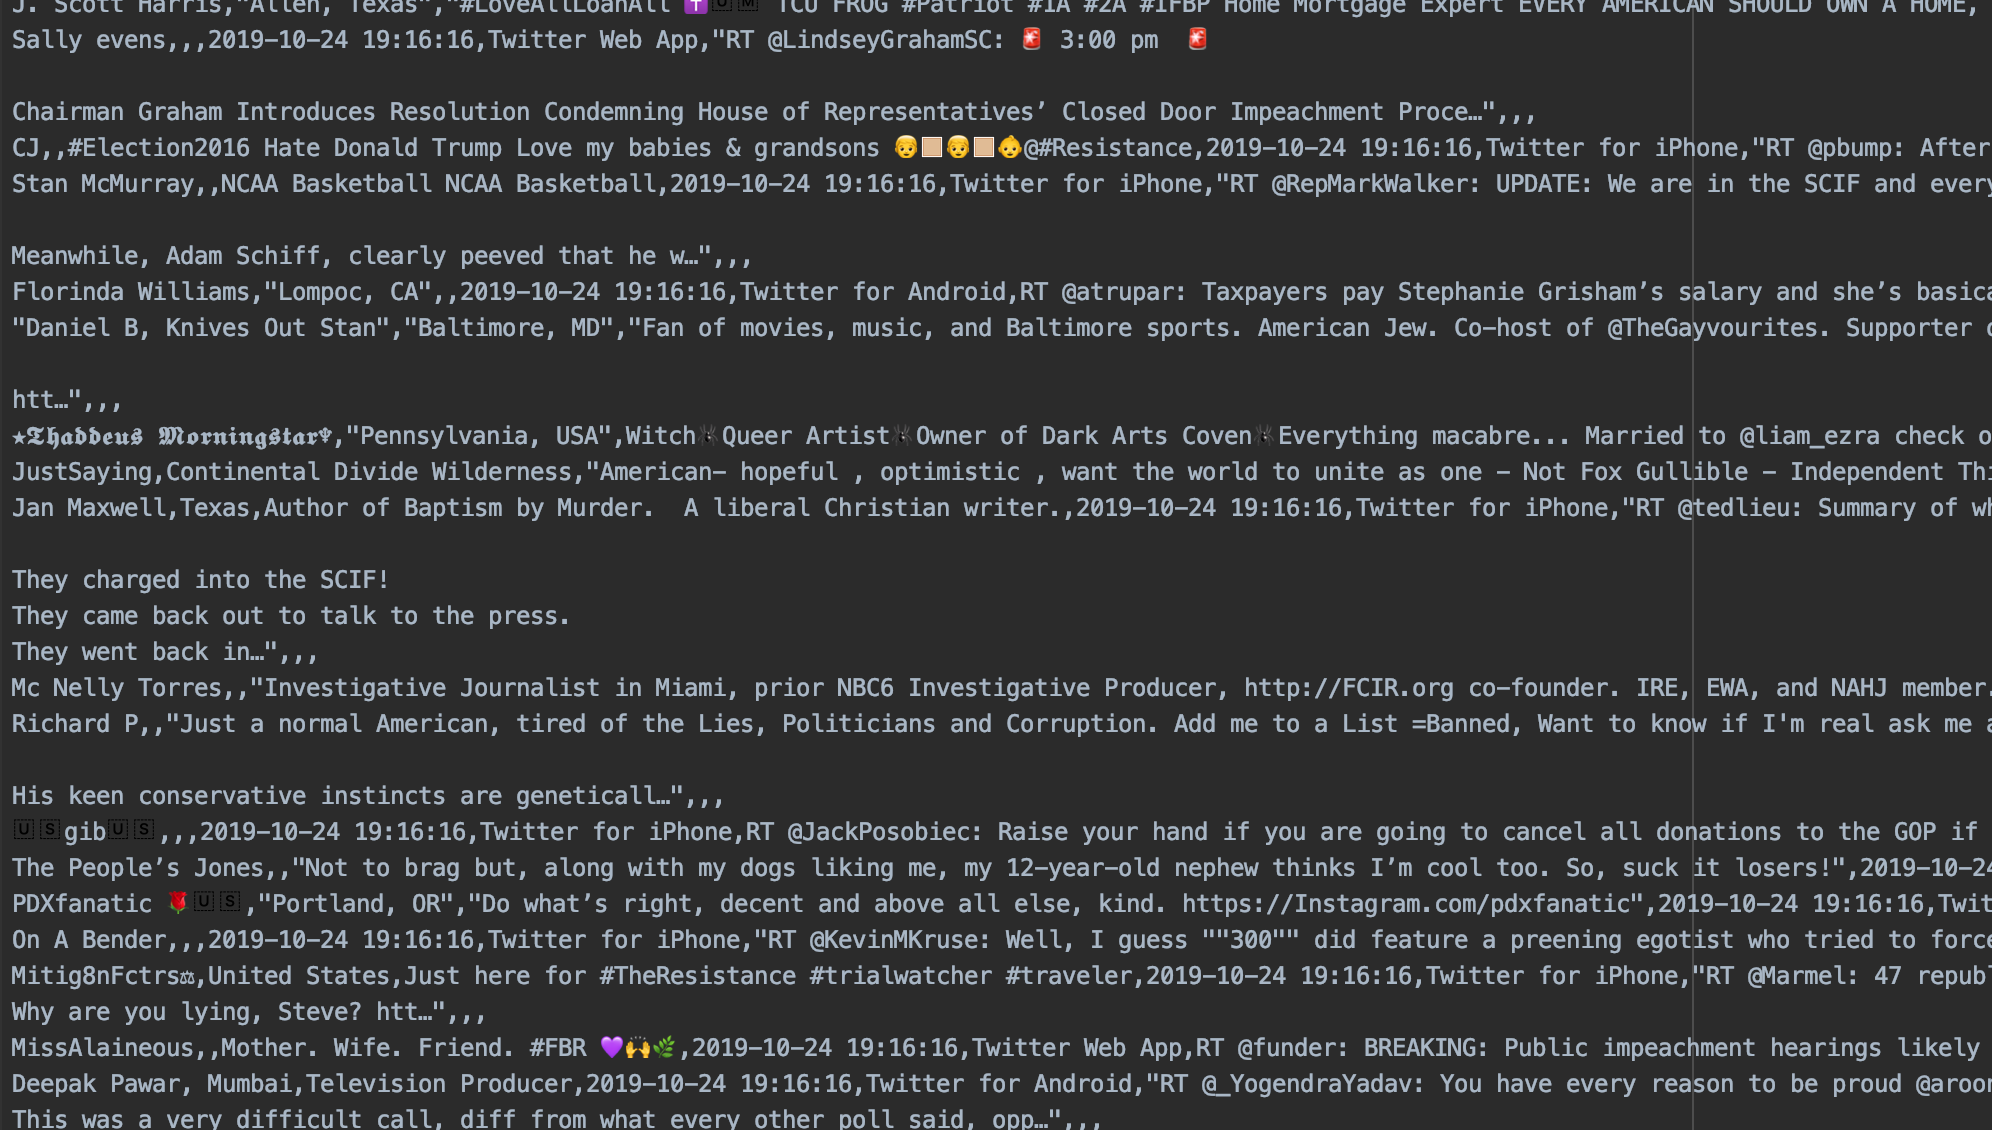 J. Scott Harris,"Allen, Texas","#LoveAllLoanAll ✝️🇺🇲 TCU FROG #Patriot #1A #2A #1FBP Home Mortgage Expert EVERY AMERICAN SHOULD OWN A HOME,
Sally evens,,,2019-10-24 19:16:16,Twitter Web App,"RT @LindseyGrahamSC: 🚨 3:00 pm  🚨
Chairman Graham Introduces Resolution Condemning House of Representatives’ Closed Door Impeachment Proce…",,,
CJ,,#Election2016 Hate Donald Trump Love my babies & grandsons 👨🏼👨🏼👶@#Resistance,2019-10-24 19:16:16,Twitter for iPhone,"RT @pbump: After
Stan McMurray,,NCAA Basketball NCAA Basketball,2019-10-24 19:16:16,Twitter for iPhone,"RT @RepMarkWalker: UPDATE: We are in the SCIF and every
Meanwhile, Adam Schiff, clearly peeved that he w…",,,
Florinda Williams,"Lompoc, CA",,2019-10-24 19:16:16,Twitter for Android,RT @atrupar: Taxpayers pay Stephanie Grisham’s salary and she’s basica
"Daniel B, Knives Out Stan","Baltimore, MD","Fan of movies, music, and Baltimore sports. American Jew. Co-host of @TheGayvourites. Supporter
htt…",,,
★𝕿𝖍𝖆𝖉𝖉𝖊𝖚𝖘 𝕸𝖔𝖗𝖓𝖎𝖓𝖌𝖘𝖙𝖆𝖗♆,"Pennsylvania, USA",Witch🕷Queer Artist🕷Owner of Dark Arts Coven🕷Everything macabre... Married to @liam_ezra check
JustSaying,Continental Divide Wilderness,"American- hopeful , optimistic , want the world to unite as one - Not Fox Gullible - Independent Thi
Jan Maxwell,Texas,Author of Baptism by Murder.  A liberal Christian writer.,2019-10-24 19:16:16,Twitter for iPhone,"RT @tedlieu: Summary of wh
They charged into the SCIF!
They came back out to talk to the press.
They went back in…",,,
Mc Nelly Torres,,"Investigative Journalist in Miami, prior NBC6 Investigative Producer, http://FCIR.org co-founder. IRE, EWA, and NAHJ member.
Richard P,,"Just a normal American, tired of the Lies, Politicians and Corruption. Add me to a List =Banned, Want to know if I'm real ask me a
His keen conservative instincts are geneticall…",,,
🇺🇸gib🇺🇸,,,2019-10-24 19:16:16,Twitter for iPhone,RT @JackPosobiec: Raise your hand if you are going to cancel all donations to the GOP if
The People’s Jones,,"Not to brag but, along with my dogs liking me, my 12-year-old nephew thinks I’m cool too. So, suck it losers!",2019-10-24
PDXfanatic 🌹🇺🇸,"Portland, OR","Do what’s right, decent and above all else, kind. https://Instagram.com/pdxfanatic",2019-10-24 19:16:16,Twit
On A Bender,,,2019-10-24 19:16:16,Twitter for iPhone,"RT @KevinMKruse: Well, I guess ""300"" did feature a preening egotist who tried to force
Mitig8nFctrs⚖,United States,Just here for #TheResistance #trialwatcher #traveler,2019-10-24 19:16:16,Twitter for iPhone,"RT @Marmel: 47 republ
Why are you lying, Steve? htt…",,,
MissAlaineous,,Mother. Wife. Friend. #FBR 💜🙌🌿,2019-10-24 19:16:16,Twitter Web App,RT @funder: BREAKING: Public impeachment hearings likely
Deepak Pawar, Mumbai,Television Producer,2019-10-24 19:16:16,Twitter for Android,"RT @_YogendraYadav: You have every reason to be proud @aroor
This was a very difficult call, diff from what every other poll said, opp…",,,